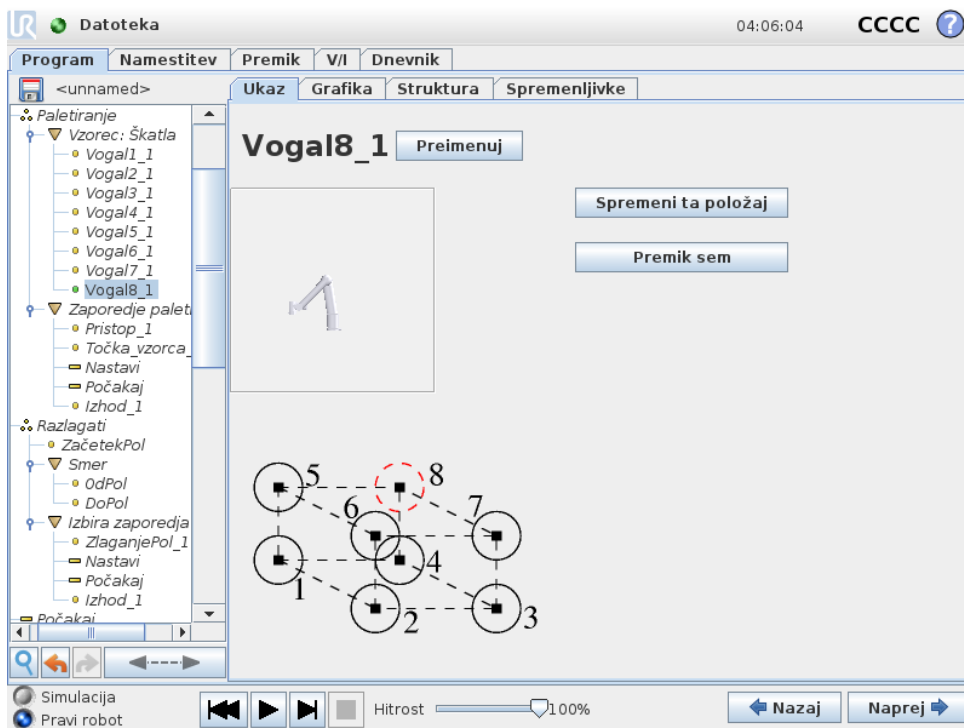 UR Datoteka 04:06:04 CCCC ?
Program Namestitev Premik V/I Dnevnik
<unnamed>
Ukaz Grafika Struktura Spremenljivke
Paletiranje
Vzorec: Škatla
Vogal1_1
Vogal2_1
Vogal3_1
Vogal4_1
Vogal5_1
Vogal6_1
Vogal7_1
Vogal8_1
Zaporedje paleti
Pristop_1
Točka_vzorca_
Nastavi
Počakaj
Izhod_1
Razlagati
ZačetekPol
Smer
OdPol
DoPol
Izbira zaporedja
ZlaganjePol_1
Nastavi
Počakaj
Izhod_1
Počakaj
Vogal8_1 Preimenuj
Spremeni ta položaj
Premik sem
5 8
6 7
1 4
2 3
Simulacija
Pravi robot
Hitrost 100%
Nazaj Naprej